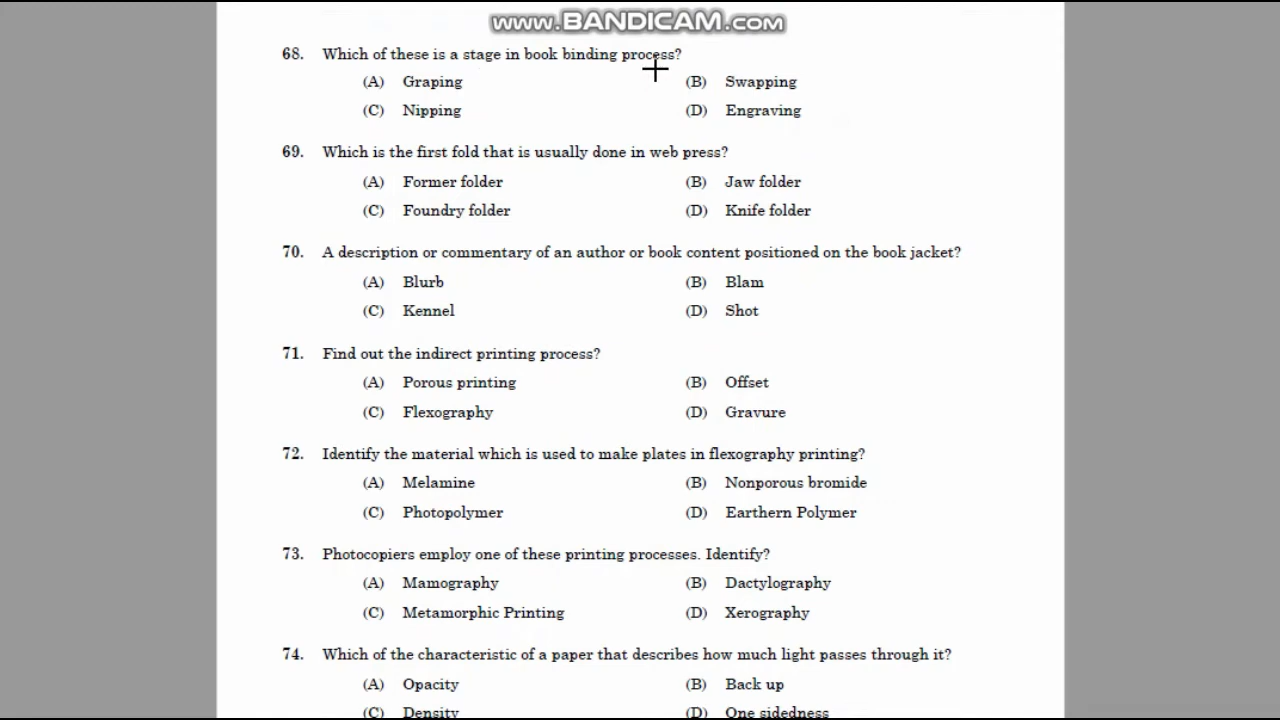 www.BANDICAM.com
68. Which of these is a stage in book binding process?
(A) Graping (B) Swapping
(C) Nipping (D) Engraving
69. Which is the first fold that is usually done in web press?
(A) Former folder (B) Jaw folder
(C) Foundry folder (D) Knife folder
70. A description or commentary of an author or book content positioned on the book jacket?
(A) Blurb (B) Blam
(C) Kennel (D) Shot
71. Find out the indirect printing process?
(A) Porous printing (B) Offset
(C) Flexography (D) Gravure
72. Identify the material which is used to make plates in flexography printing?
(A) Melamine (B) Nonporous bromide
(C) Photopolymer (D) Earthern Polymer
73. Photocopiers employ one of these printing processes. Identify?
(A) Mamography (B) Dactylography
(C) Metamorphic Printing (D) Xerography
74. Which of the characteristic of a paper that describes how much light passes through it?
(A) Opacity (B) Back up
(C) Density (D) One sidedness